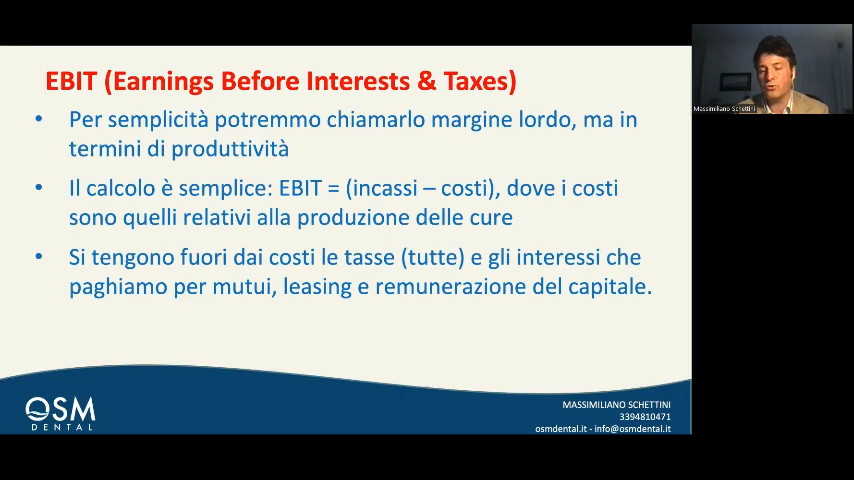 EBIT (Earnings Before Interests & Taxes)
• Per semplicità potremmo chiamarlo margine lordo, ma in
termini di produttività
• Il calcolo è semplice: EBIT = (incassi – costi), dove i costi
sono quelli relativi alla produzione delle cure
• Si tengono fuori dai costi le tasse (tutte) e gli interessi che
paghiamo per mutui, leasing e remunerazione del capitale.
OSM
DENTAL
MASSIMILIANO SCHETTINI
3394810471
osmdental.it - info@osmdental.it
Massimiliano Schettini